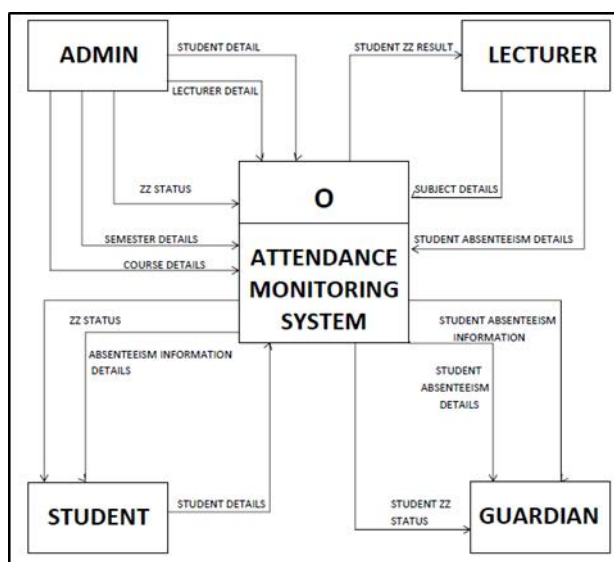 ADMIN
STUDENT DETAIL
STUDENT ZZ RESULT
LECTURER
LECTURER DETAIL
ZZ STATUS
O
SUBJECT DETAILS
SEMESTER DETAILS
STUDENT ABSENTEEISM DETAILS
COURSE DETAILS
ATTENDANCE
MONITORING
SYSTEM
ZZ STATUS
ABSENTEEISM INFORMATION
DETAILS
STUDENT ABSENTEEISM
INFORMATION
STUDENT
ABSENTEEISM
DETAILS
STUDENT
STUDENT DETAILS
STUDENT ZZ
STATUS
GUARDIAN